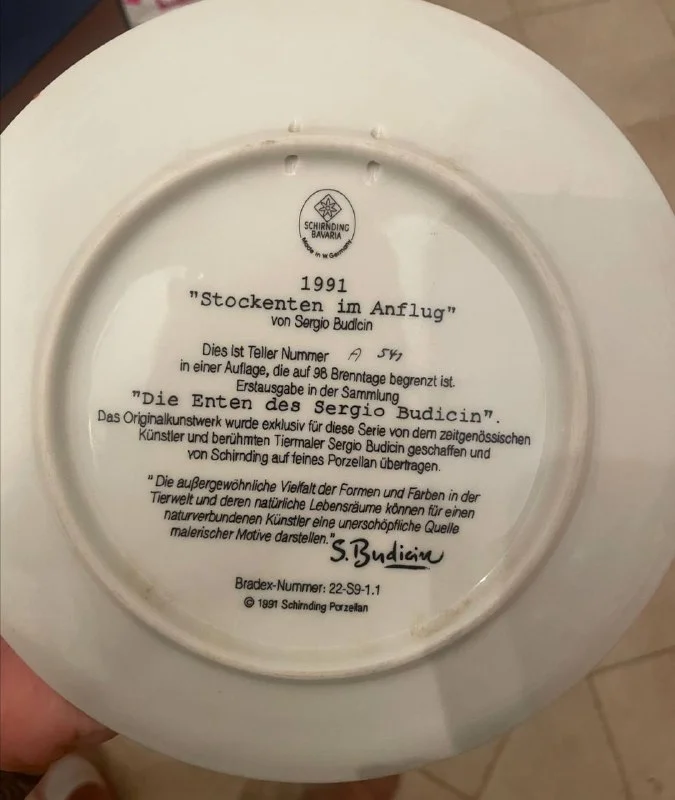 SCHIRNDING
BAVARIA
Made in W. Germany
1991
"Stockenten im Anflug"
von Sergio Budicin
Dies ist Teller Nummer A 541
in einer Auflage, die auf 98 Brenntage begrenzt ist.
Erstausgabe in der Sammlung
"Die Enten des Sergio Budicin".
Das Originalkunstwerk wurde exklusiv für diese Serie von dem zeitgenössischen
Künstler und berühmten Tiermaler Sergio Budicin geschaffen und
von Schirnding auf feines Porzellan übertragen.
"Die außergewöhnliche Vielfalt der Formen und Farben in der
Tierwelt und deren natürliche Lebensräume können für einen
naturverbundenen Künstler eine unerschöpfliche Quelle
malerischer Motive darstellen."
S. Budicin
Bradex-Nummer: 22-S9-1.1
© 1991 Schirnding Porzellan